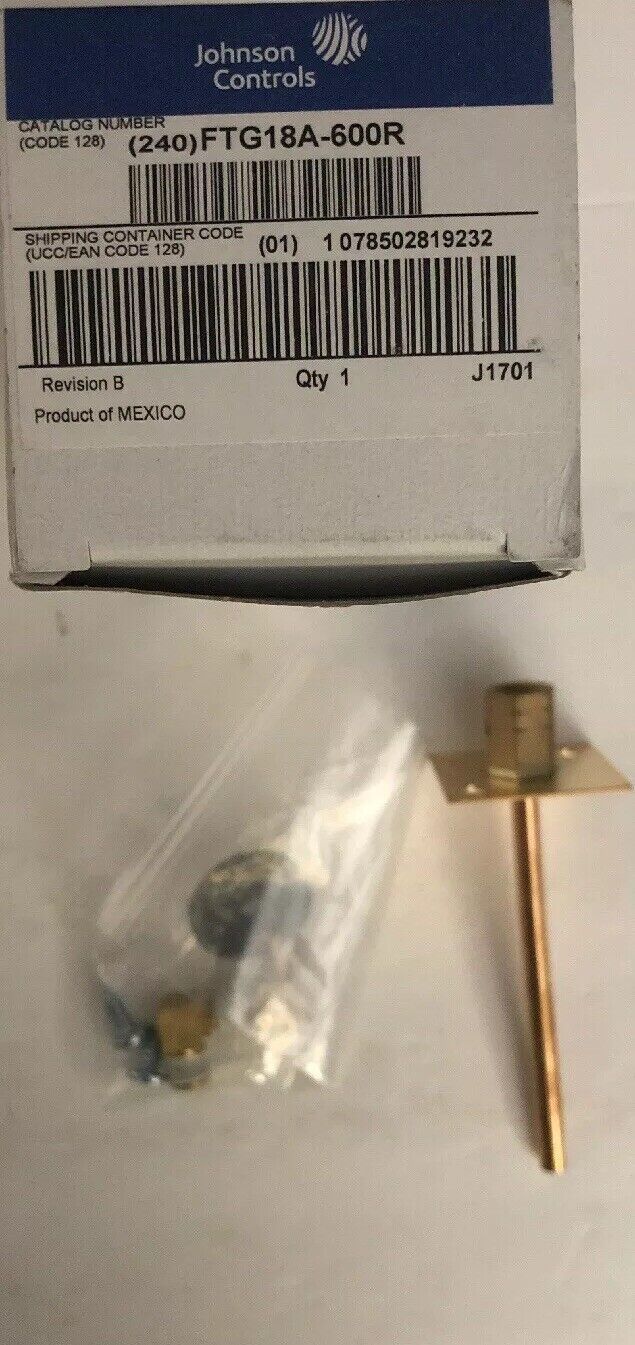 Johnson
Controls
CATALOG NUMBER
(CODE 128) (240)FTG18A-600R
SHIPPING CONTAINER CODE
(UCC/EAN CODE 128) (01) 1 078502819232
Revision B Qty 1 J1701
Product of MEXICO